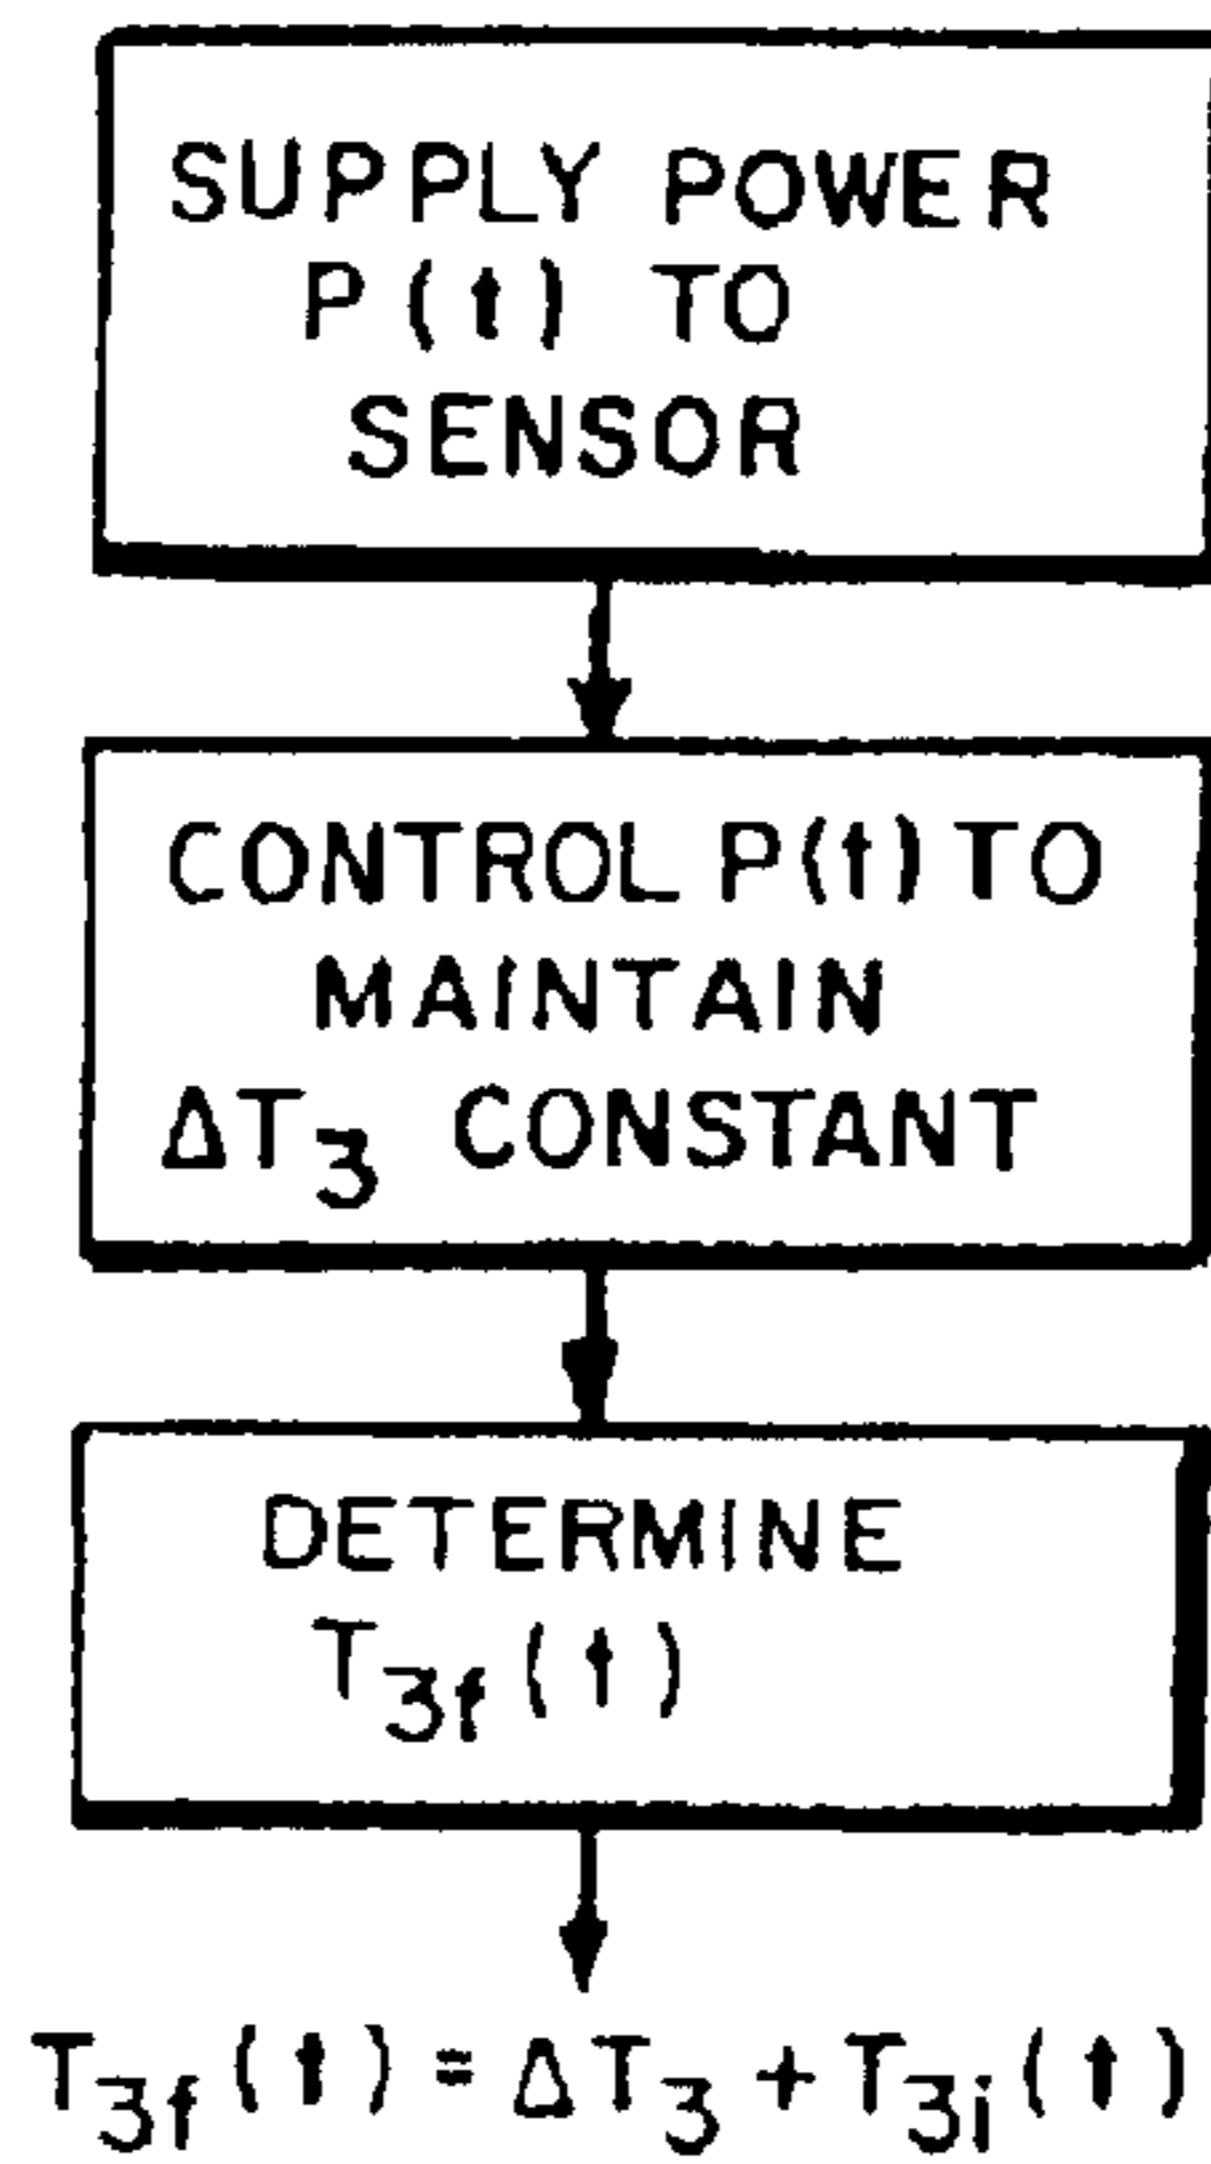 SUPPLY POWER
P(t) TO
SENSOR
CONTROL P(t) TO
MAINTAIN
ΔT₃ CONSTANT
DETERMINE
T₃f(t)
T₃f(t) = ΔT₃ + T₃i(t)